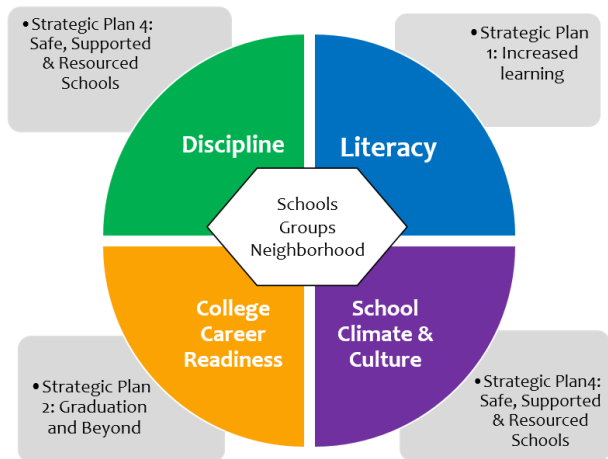 •Strategic Plan 4:
Safe, Supported
& Resourced
Schools
•Strategic Plan
1: Increased
learning
Discipline
Literacy
Schools
Groups
Neighborhood
College
Career
Readiness
School
Climate &
Culture
•Strategic Plan
2: Graduation
and Beyond
•Strategic Plan4:
Safe, Supported
& Resourced
Schools